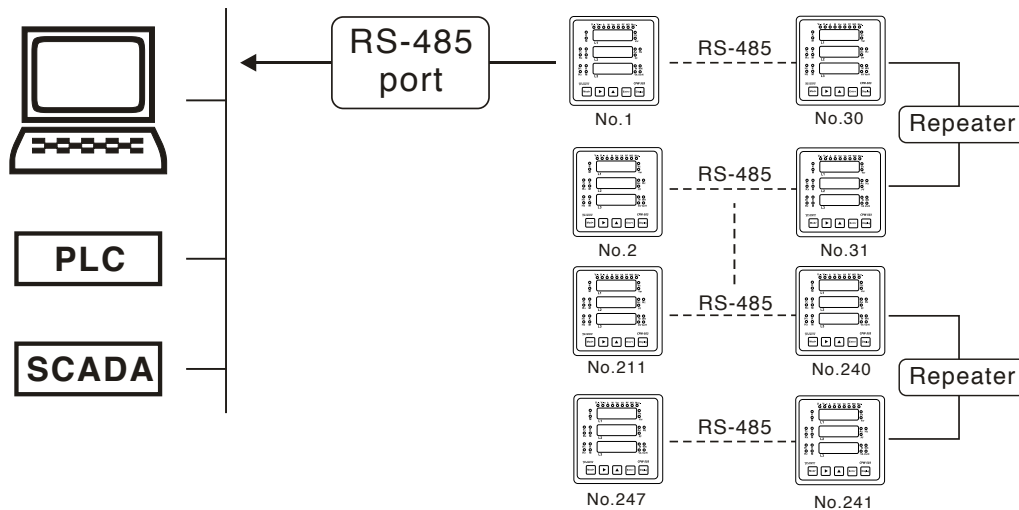 RS-485
port
RS-485
No.1
No.30
Repeater
RS-485
No.2
No.31
PLC
RS-485
No.211
No.240
SCADA
Repeater
RS-485
No.247
No.241